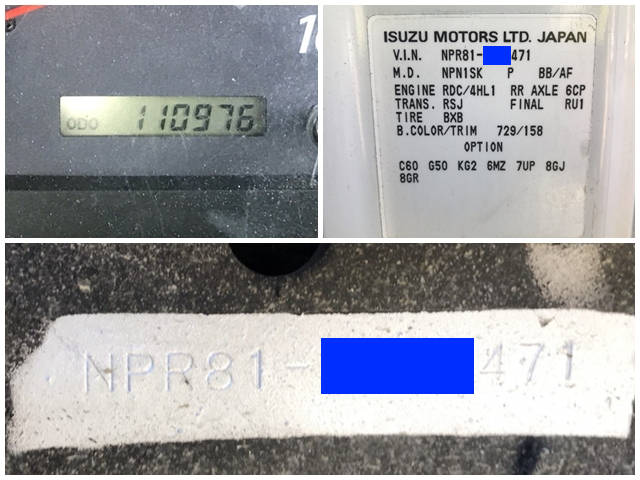 ODO 110976
ISUZU MOTORS LTD. JAPAN
V.I.N. NPR81- 471
M.D. NPN1SK P BB/AF
ENGINE RDC/4HL1 RR AXLE 6CP
TRANS. RSJ FINAL RU1
TIRE BXB
B.COLOR/TRIM 729/158
OPTION
C60 G50 KG2 6MZ 7UP 8GJ
8GR
NPR81- 471